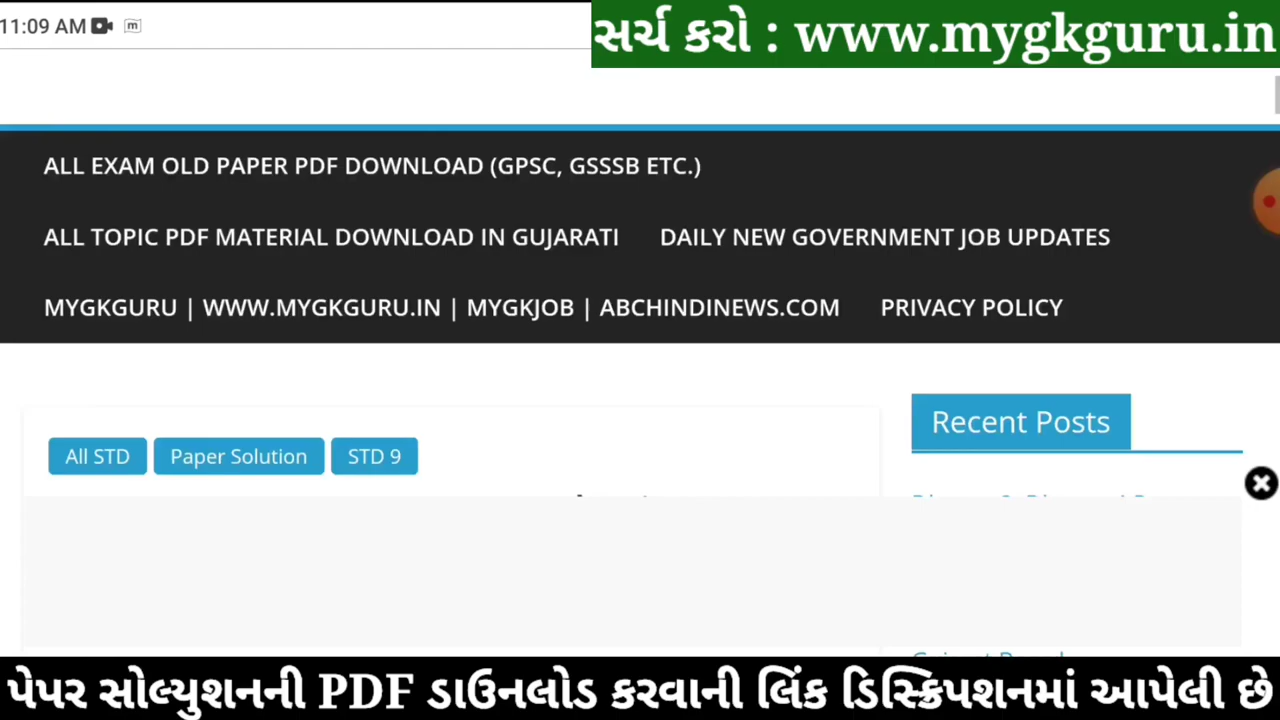 11:09 AM
સર્ચ કરો : www.mygkguru.in
ALL EXAM OLD PAPER PDF DOWNLOAD (GPSC, GSSSB ETC.)
ALL TOPIC PDF MATERIAL DOWNLOAD IN GUJARATI DAILY NEW GOVERNMENT JOB UPDATES
MYGKGURU | WWW.MYGKGURU.IN | MYGKJOB | ABCHINDINEWS.COM PRIVACY POLICY
Recent Posts
All STD Paper Solution STD 9
પેપર સોલ્યુશનની PDF ડાઉનલોડ કરવાની લિંક ડિસ્ક્રિપશનમાં આપેલી છે